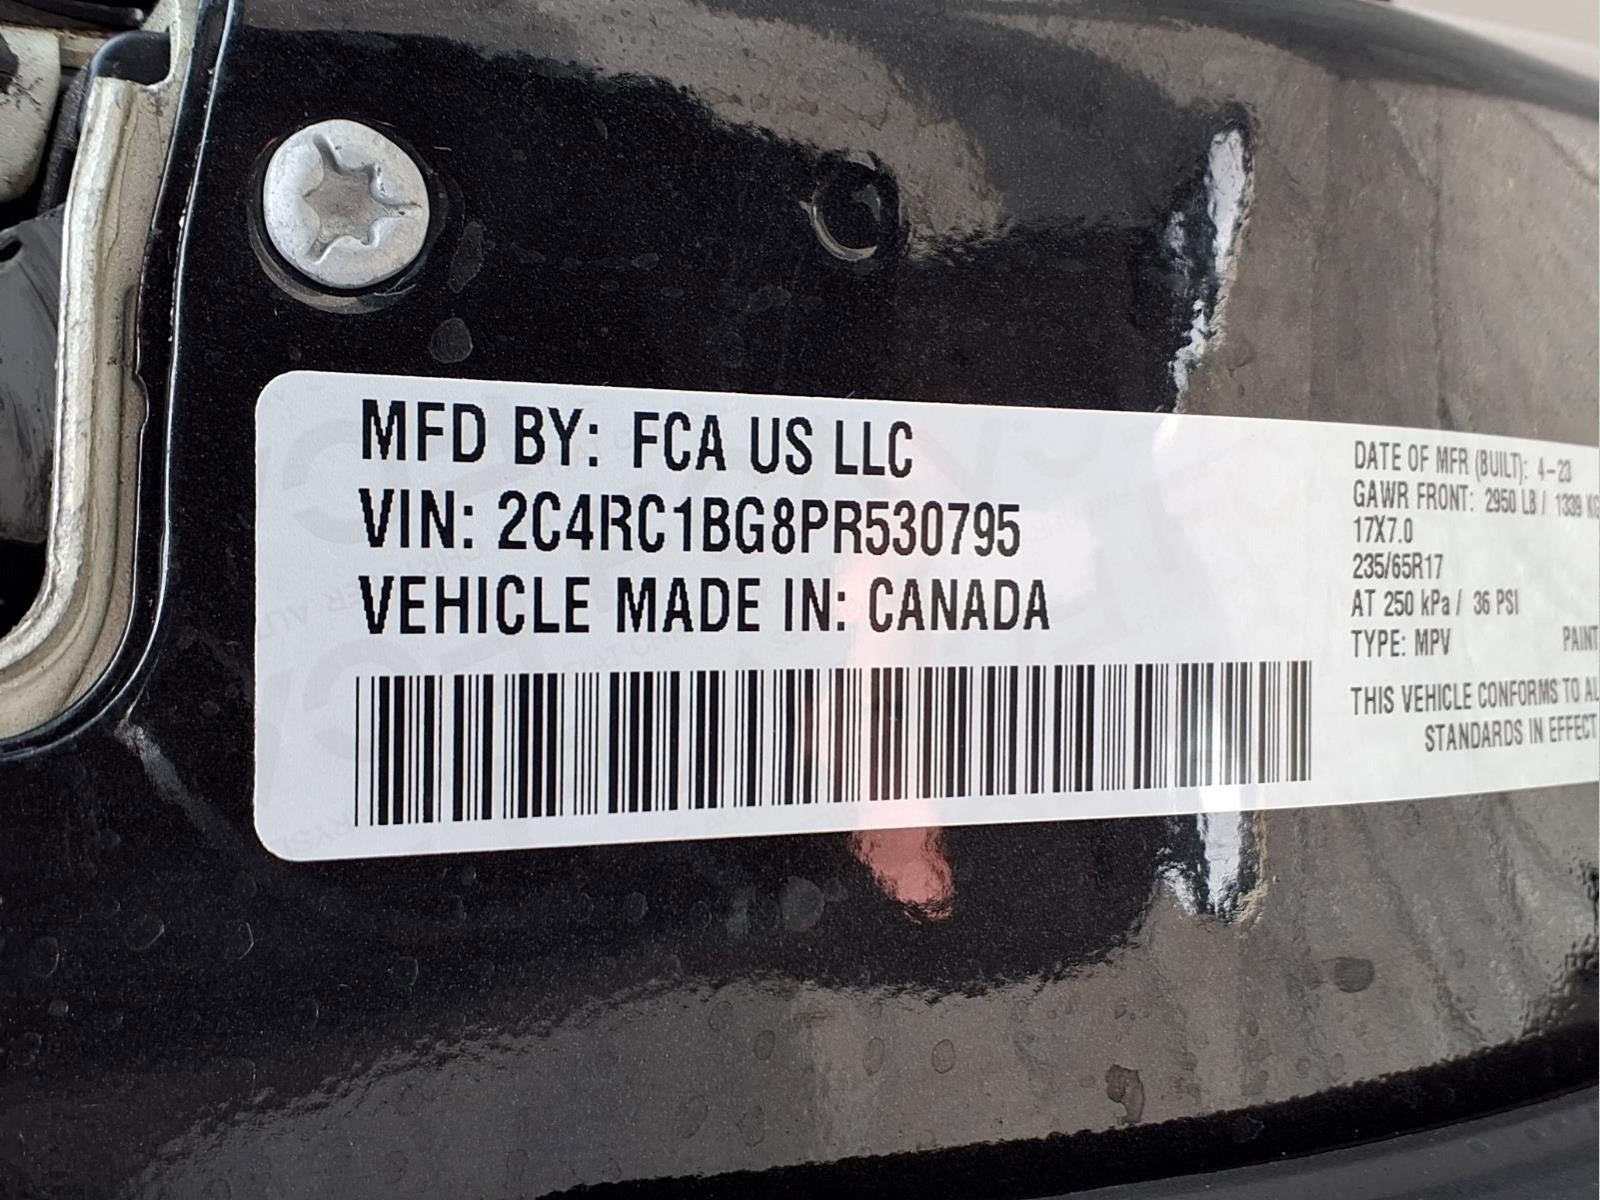 MFD BY: FCA US LLC
VIN: 2C4RC1BG8PR530795
VEHICLE MADE IN: CANADA
DATE OF MFR (BUILT): 4-23
GAWR FRONT: 2950 LB / 1339 KG
17X7.0
235/65R17
AT 250 kPa / 36 PSI
TYPE: MPV PAINT
THIS VEHICLE CONFORMS TO AL
STANDARDS IN EFFECT